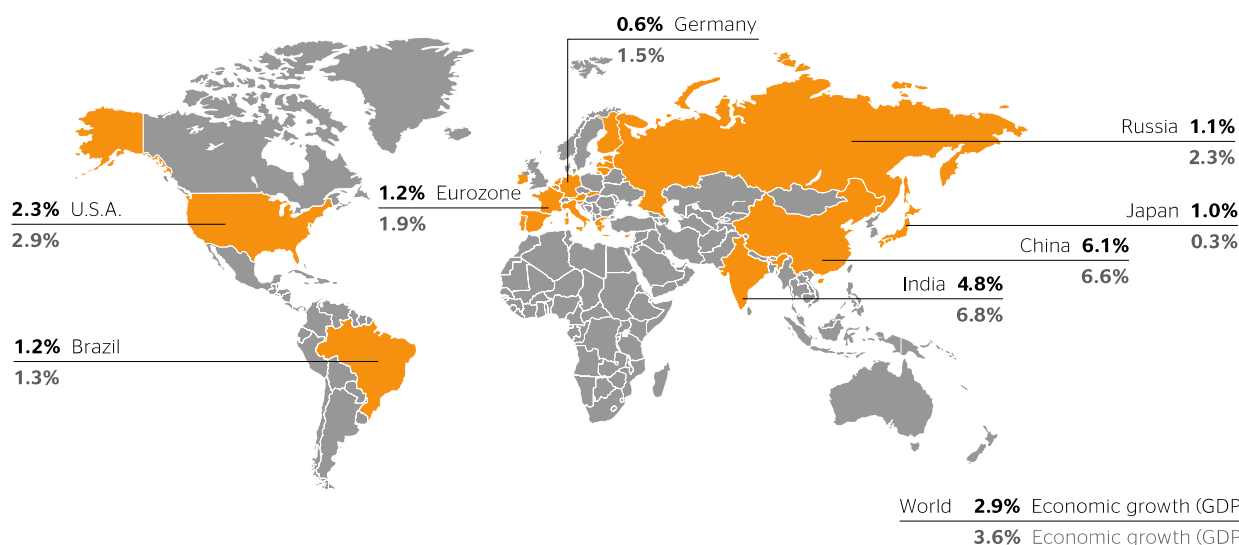 0.6% Germany
1.5%
Russia 1.1%
2.3%
1.2% Eurozone
1.9%
2.3% U.S.A.
2.9%
Japan 1.0%
0.3%
China 6.1%
6.6%
India 4.8%
6.8%
1.2% Brazil
1.3%
World 2.9% Economic growth (GDP
3.6% Economic growth (GDP